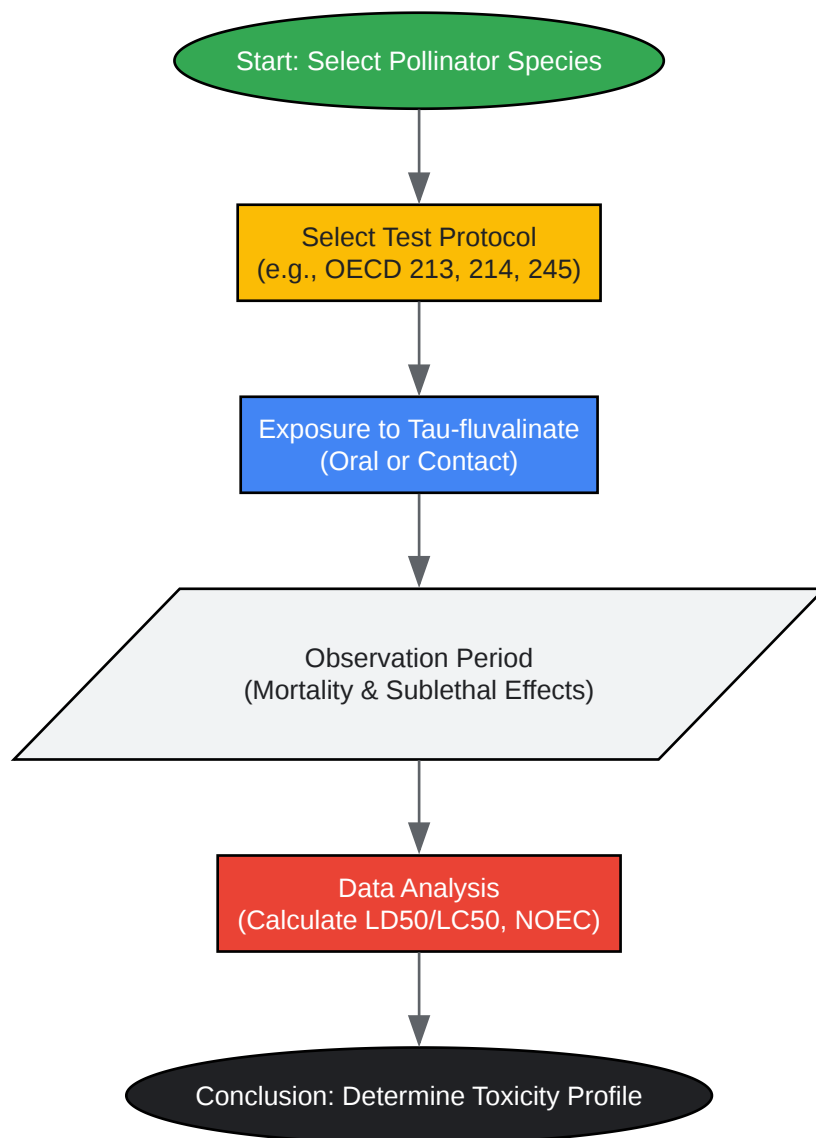 Start: Select Pollinator Species
Select Test Protocol
(e.g., OECD 213, 214, 245)
Exposure to Tau-fluvalinate
(Oral or Contact)
Observation Period
(Mortality & Sublethal Effects)
Data Analysis
(Calculate LD50/LC50, NOEC)
Conclusion: Determine Toxicity Profile